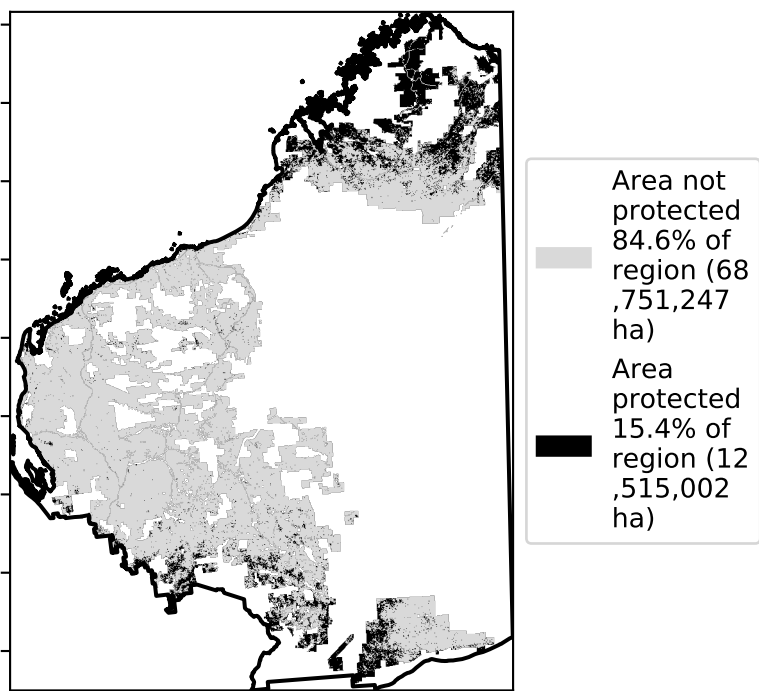 Area not
protected
84.6% of
region (68
,751,247
ha)
Area
protected
15.4% of
region (12
,515,002
ha)